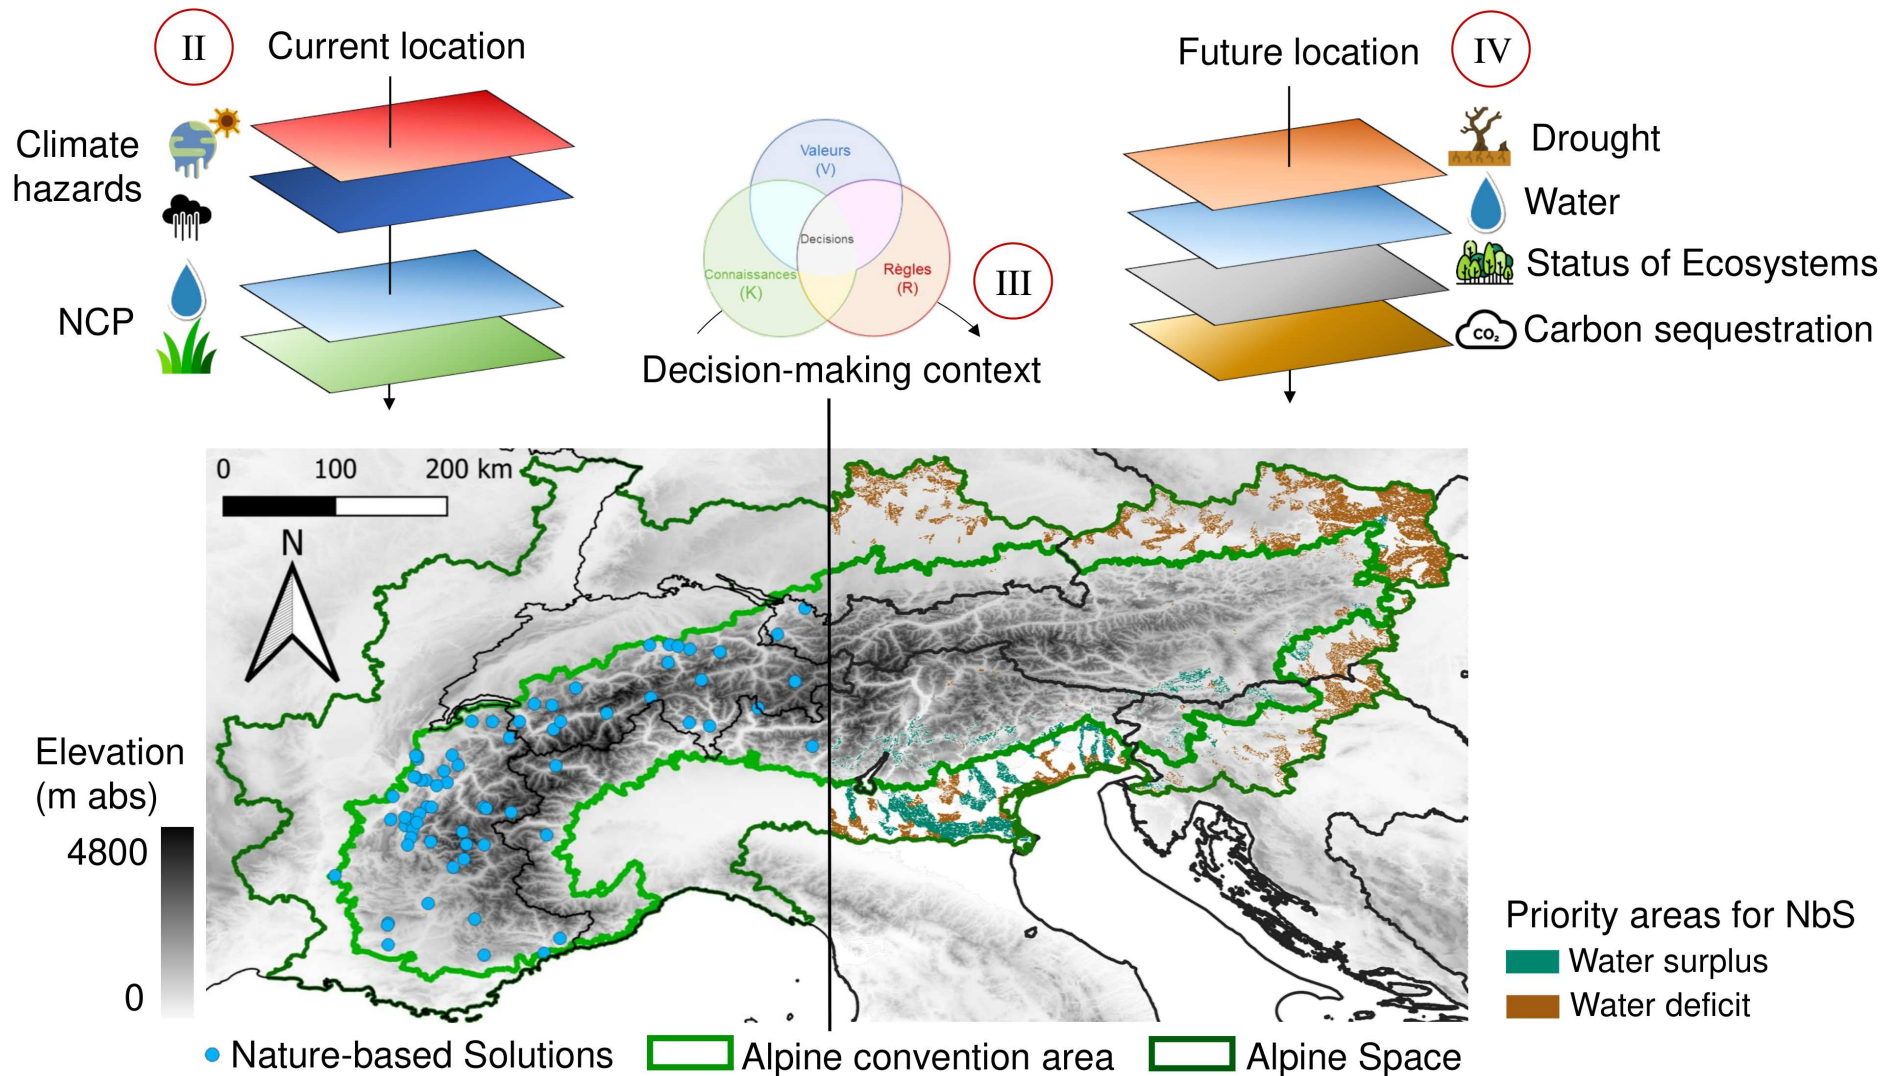 II
Current location
Climate
hazards
NCP
Valeurs
(V)
Decisions
Connaissances
(K)
Règles
(R)
III
Decision-making context
Future location
IV
Drought
Water
Status of Ecosystems
CO₂
Carbon sequestration
0 100 200 km
N
Elevation
(m abs)
4800
0
Priority areas for NbS
Water surplus
Water deficit
Nature-based Solutions
Alpine convention area
Alpine Space